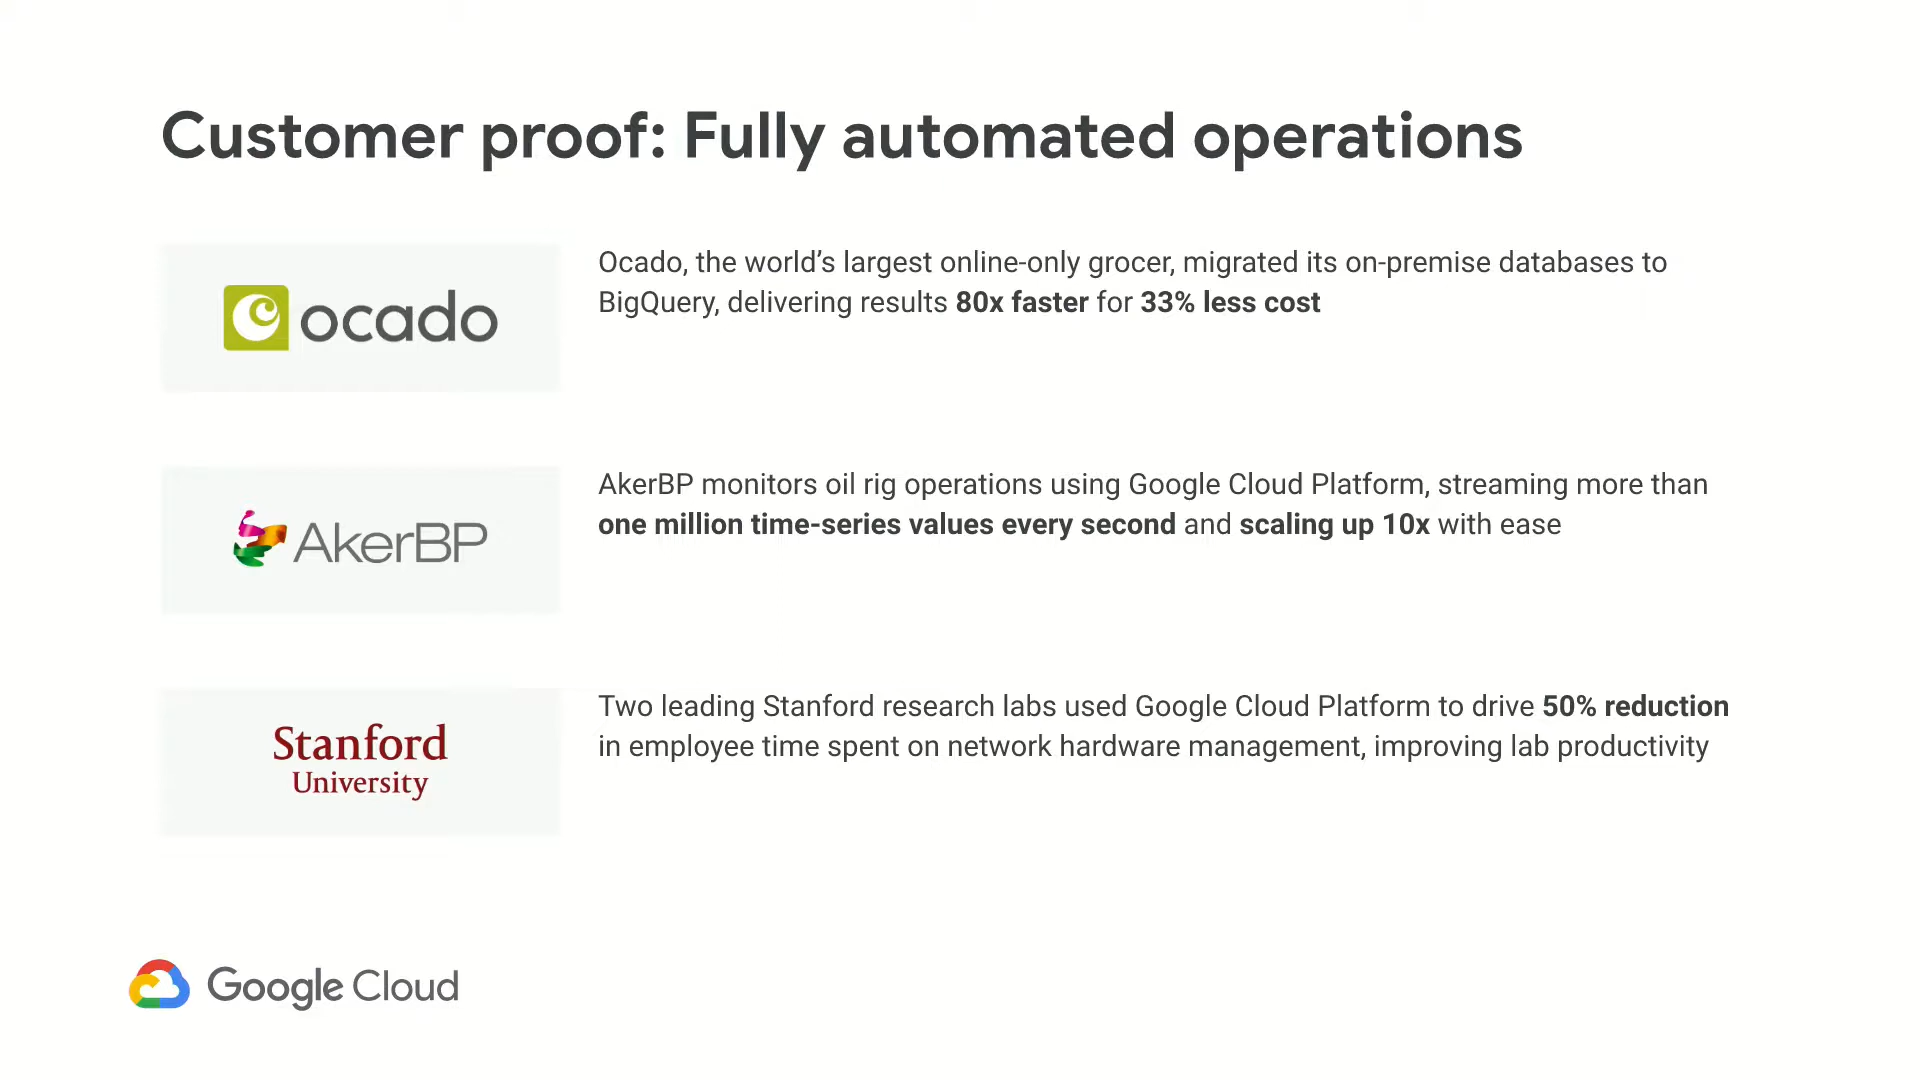 Customer proof: Fully automated operations
ocado
Ocado, the world’s largest online-only grocer, migrated its on-premise databases to
BigQuery, delivering results 80x faster for 33% less cost
AkerBP
AkerBP monitors oil rig operations using Google Cloud Platform, streaming more than
one million time-series values every second and scaling up 10x with ease
Stanford
University
Two leading Stanford research labs used Google Cloud Platform to drive 50% reduction
in employee time spent on network hardware management, improving lab productivity
Google Cloud